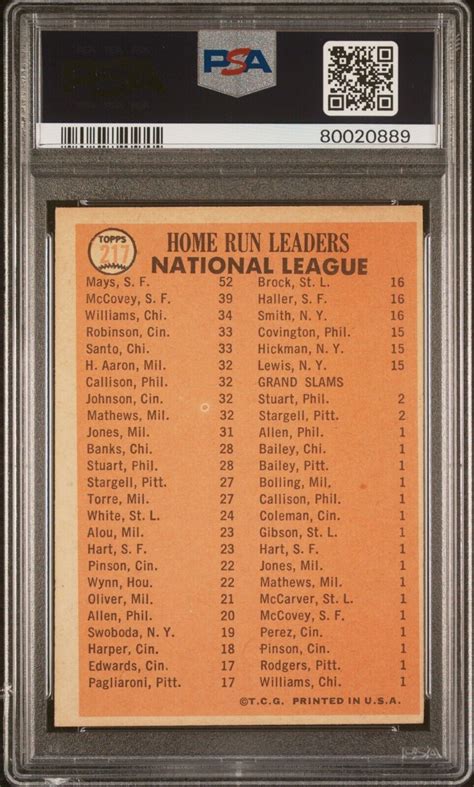 PSA
80020889
TOPPS
217
HOME RUN LEADERS
NATIONAL LEAGUE
Mays, S. F. 52
McCovey, S. F. 39
Williams, Chi. 34
Robinson, Cin. 33
Santo, Chi. 33
H. Aaron, Mil. 32
Callison, Phil. 32
Johnson, Cin. 32
Mathews, Mil. 32
Jones, Mil. 31
Banks, Chi. 28
Stuart, Phil. 28
Stargell, Pitt. 27
Torre, Mil. 27
White, St. L. 24
Alou, Mil. 23
Hart, S. F. 23
Pinson, Cin. 22
Wynn, Hou. 22
Oliver, Mil. 21
Allen, Phil. 20
Swoboda, N. Y. 19
Harper, Cin. 18
Edwards, Cin. 17
Pagliaroni, Pitt. 17
Brock, St. L. 16
Haller, S. F. 16
Smith, N. Y. 16
Covington, Phil. 15
Hickman, N. Y. 15
Lewis, N. Y. 15
GRAND SLAMS
Stuart, Phil. 2
Stargell, Pitt. 2
Allen, Phil. 1
Bailey, Chi. 1
Bailey, Pitt. 1
Bolling, Mil. 1
Callison, Phil. 1
Coleman, Cin. 1
Gibson, St. L. 1
Hart, S. F. 1
Jones, Mil. 1
Mathews, Mil. 1
McCarver, St. L. 1
McCovey, S. F. 1
Perez, Cin. 1
Pinson, Cin. 1
Rodgers, Pitt. 1
Williams, Chi. 1
©T.C.G. PRINTED IN U.S.A.
PSA